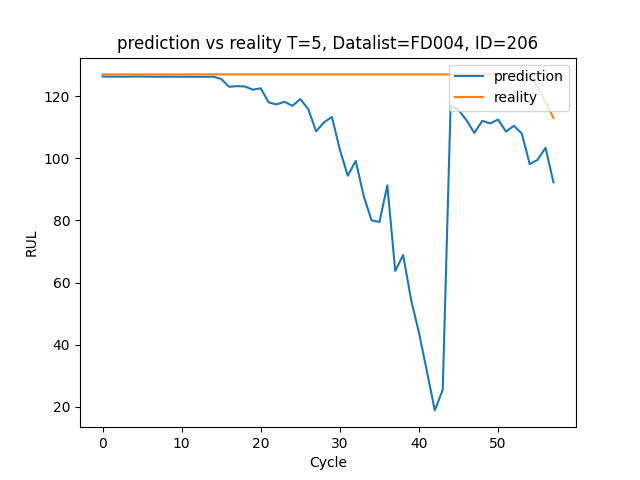 prediction vs reality T=5, Datalist=FD004, ID=206
prediction
reality
120
100
80
60
40
20
RUL
0 10 20 30 40 50
Cycle